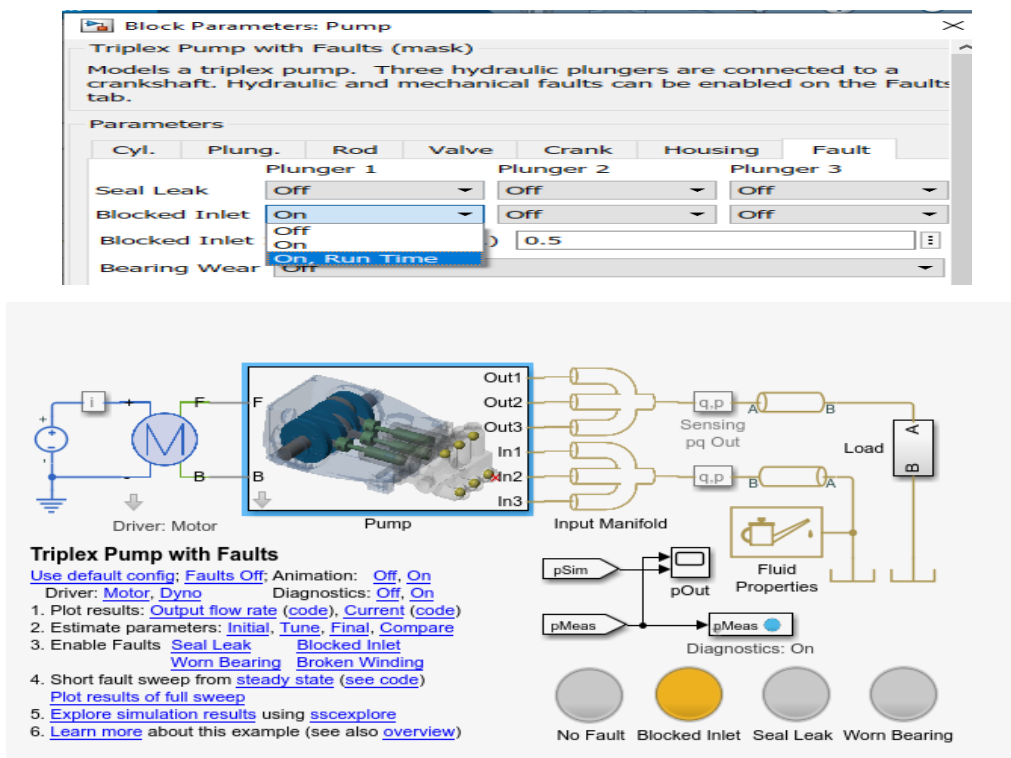 Block Parameters: Pump
Triplex Pump with Faults (mask)
Models a triplex pump. Three hydraulic plungers are connected to a
crankshaft. Hydraulic and mechanical faults can be enabled on the Faults
tab.
Parameters
Cyl. Plung. Rod Valve Crank Housing Fault
Plunger 1 Plunger 2 Plunger 3
Seal Leak Off Off Off
Blocked Inlet On Off Off
Off
Blocked Inlet ) 0.5
On
On, Run Time
Bearing Wear Off
Out1
F F Out2
i + Out3 q,p A B
+ M Sensing
pq Out
In1 Load A
B B In2 q,p B A B
- In3
Driver: Motor Pump Input Manifold
Fluid
Properties
Triplex Pump with Faults
Use default config; Faults Off; Animation: Off, On
Driver: Motor, Dyno Diagnostics: Off, On
1. Plot results: Output flow rate (code), Current (code)
2. Estimate parameters: Initial, Tune, Final, Compare
3. Enable Faults Seal Leak Blocked Inlet
Worn Bearing Broken Winding
4. Short fault sweep from steady state (see code)
Plot results of full sweep
5. Explore simulation results using sscexplore
6. Learn more about this example (see also overview)
pSim pOut
pMeas pMeas
Diagnostics: On
No Fault Blocked Inlet Seal Leak Worn Bearing